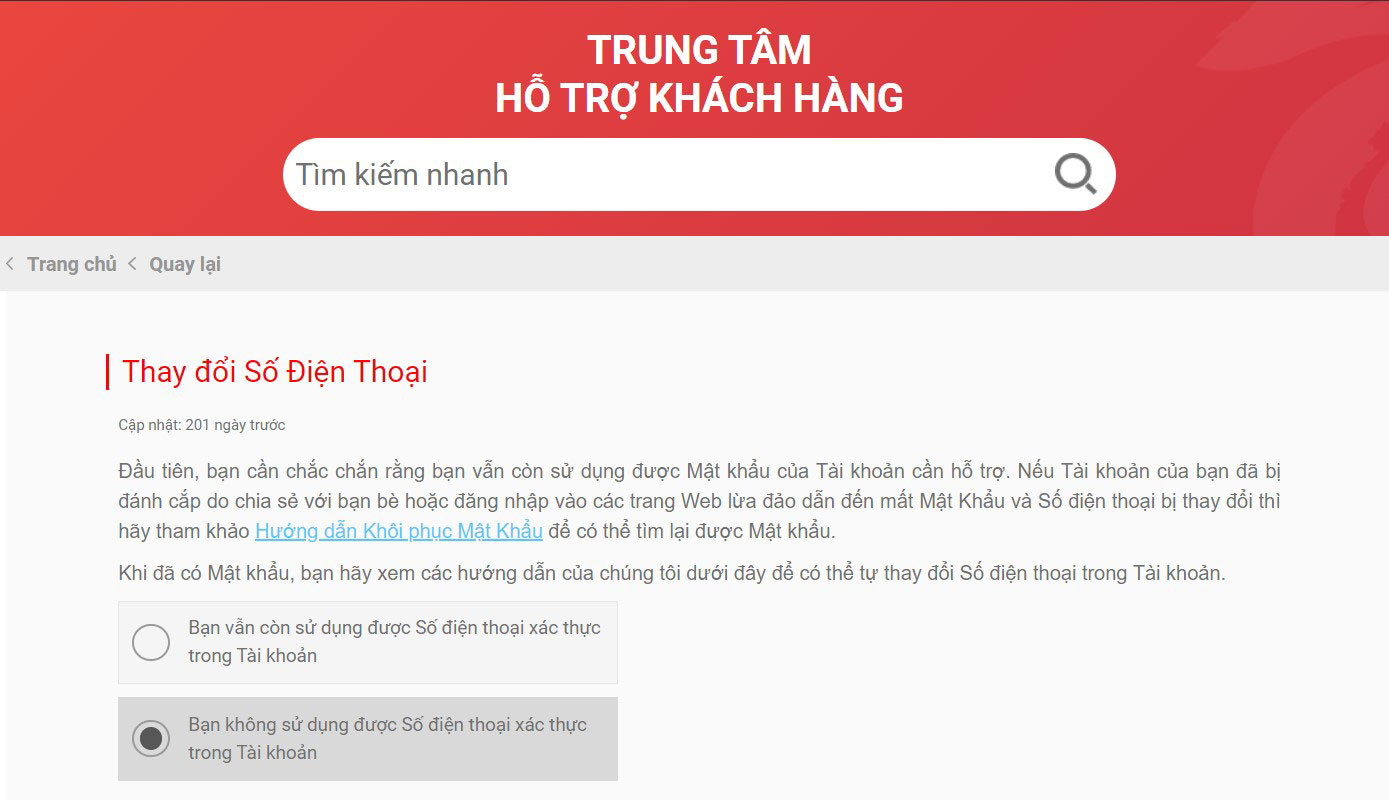 TRUNG TÂM
HỖ TRỢ KHÁCH HÀNG
Tìm kiếm nhanh
Trang chủ Quay lại
Thay đổi Số Điện Thoại
Cập nhật: 201 ngày trước
Đầu tiên, bạn cần chắc chắn rằng bạn vẫn còn sử dụng được Mật khẩu của Tài khoản cần hỗ trợ. Nếu Tài khoản của bạn đã bị
đánh cắp do chia sẻ với bạn bè hoặc đăng nhập vào các trang Web lừa đảo dẫn đến mất Mật Khẩu và Số điện thoại bị thay đổi thì
hãy tham khảo Hướng dẫn Khôi phục Mật Khẩu để có thể tìm lại được Mật khẩu.
Khi đã có Mật khẩu, bạn hãy xem các hướng dẫn của chúng tôi dưới đây để có thể tự thay đổi Số điện thoại trong Tài khoản.
Bạn vẫn còn sử dụng được Số điện thoại xác thực
trong Tài khoản
Bạn không sử dụng được Số điện thoại xác thực
trong Tài khoản